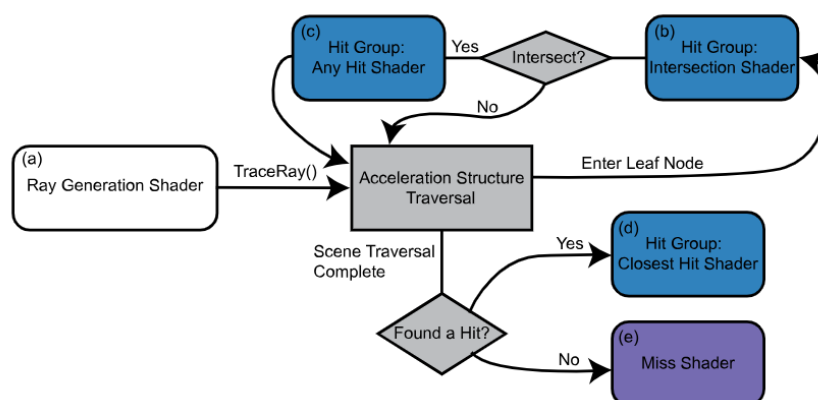 (c)
Hit Group:
Any Hit Shader
Yes
Intersect?
(b)
Hit Group:
Intersection Shader
No
(a)
Ray Generation Shader
TraceRay()
Acceleration Structure
Traversal
Enter Leaf Node
Scene Traversal
Complete
Yes
(d)
Hit Group:
Closest Hit Shader
Found a Hit?
No
(e)
Miss Shader